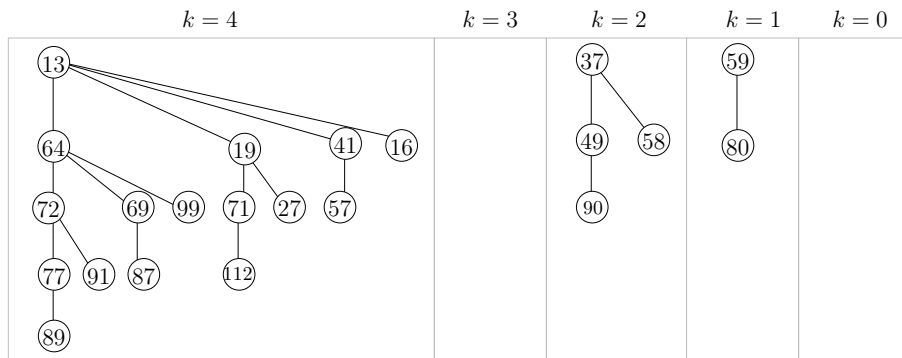 k = 4 k = 3 k = 2 k = 1 k = 0
13 37 59
64 19 41 16 49 58 80
72 69 99 71 27 57 90
77 91 87 112
89